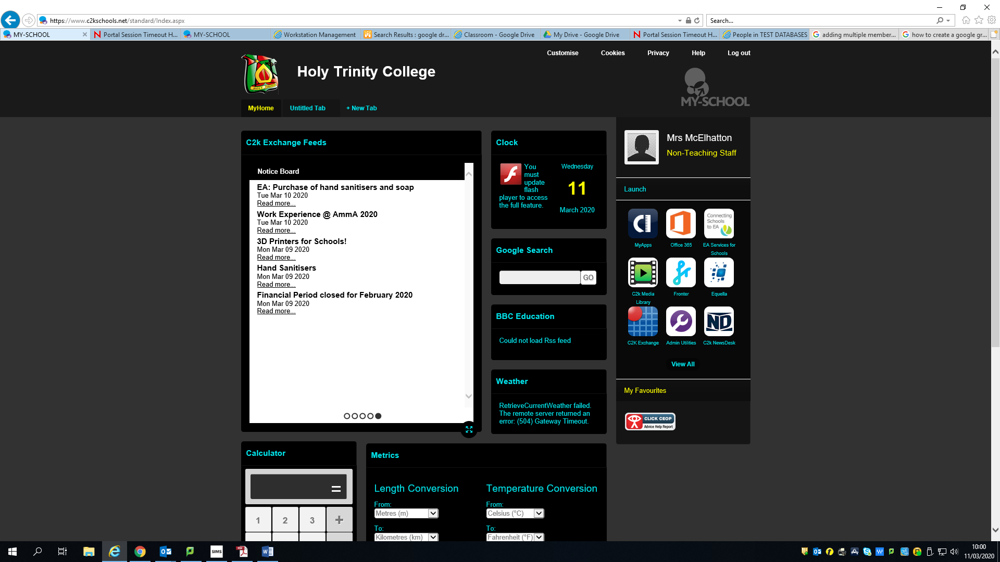 https://www.c2kschools.net/standard/Index.aspx
Search...
MY-SCHOOL
Portal Session Timeout H...
MY-SCHOOL
Workstation Management
Search Results : google dr...
Classroom - Google Drive
My Drive - Google Drive
Portal Session Timeout H...
People in TEST DATABASES
adding multiple member...
how to create a google gr...
Customise
Cookies
Privacy
Help
Log out
HOLY TRINITY
Holy Trinity College
MY-SCHOOL
MyHome
Untitled Tab
+ New Tab
C2k Exchange Feeds
Notice Board
EA: Purchase of hand sanitisers and soap
Tue Mar 10 2020
Read more...
Work Experience @ AmmA 2020
Tue Mar 10 2020
Read more...
3D Printers for Schools!
Mon Mar 09 2020
Read more...
Hand Sanitisers
Mon Mar 09 2020
Read more...
Financial Period closed for February 2020
Mon Mar 09 2020
Read more...
Clock
You
must
update
flash
player to access
the full feature.
Wednesday
11
March 2020
Google Search
GO
BBC Education
Could not load Rss feed
Weather
RetrieveCurrentWeather failed.
The remote server returned an
error: (504) Gateway Timeout.
Mrs McElhatton
Non-Teaching Staff
Launch
MyApps
Office 365
Connecting
Schools
to EA
EA Services for
Schools
C2k Media
Library
Fronter
Equella
C2K Exchange
Admin Utilities
ND
C2k NewsDesk
View All
My Favourites
CLICK CEOP
Advice Help Report
Calculator
=
1
2
3
+
Metrics
Length Conversion
From:
Metres (m)
To:
Kilometres (km)
Temperature Conversion
From:
Celsius (°C)
To:
Fahrenheit (°F)
SIMS
10:00
11/03/2020